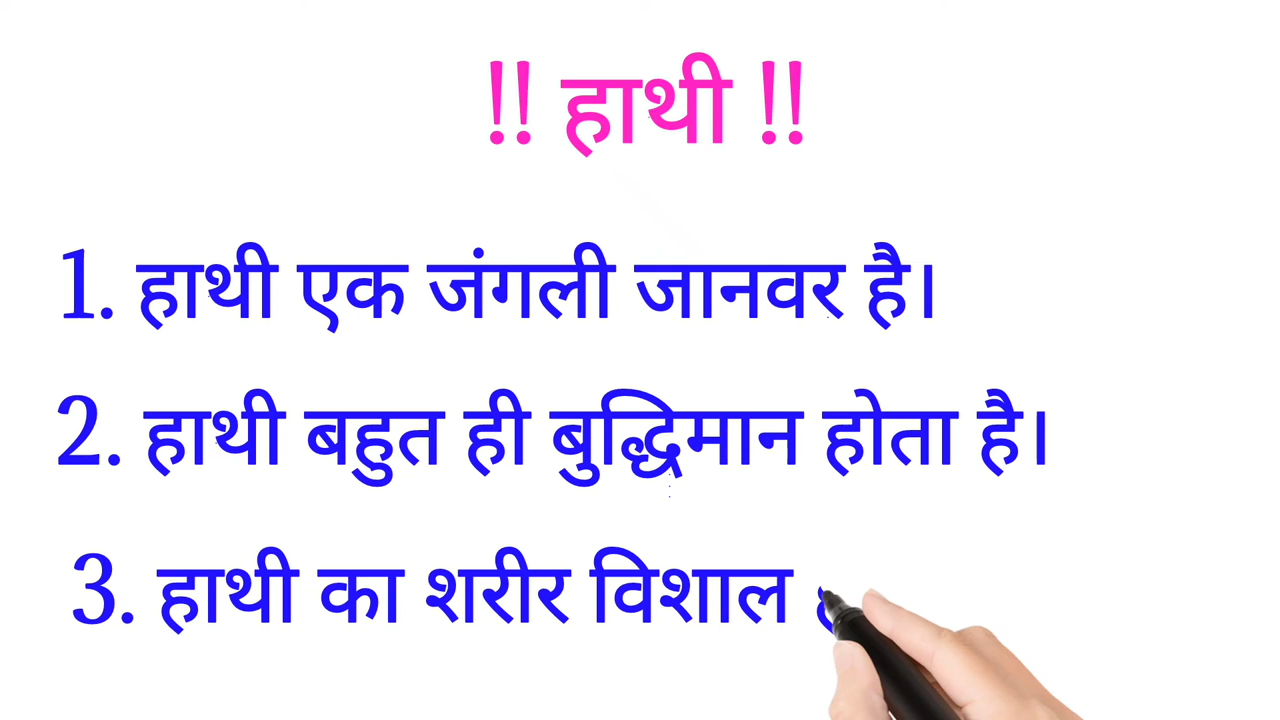 !! हाथी !!
1. हाथी एक जंगली जानवर है।
2. हाथी बहुत ही बुद्धिमान होता है।
3. हाथी का शरीर विशाल